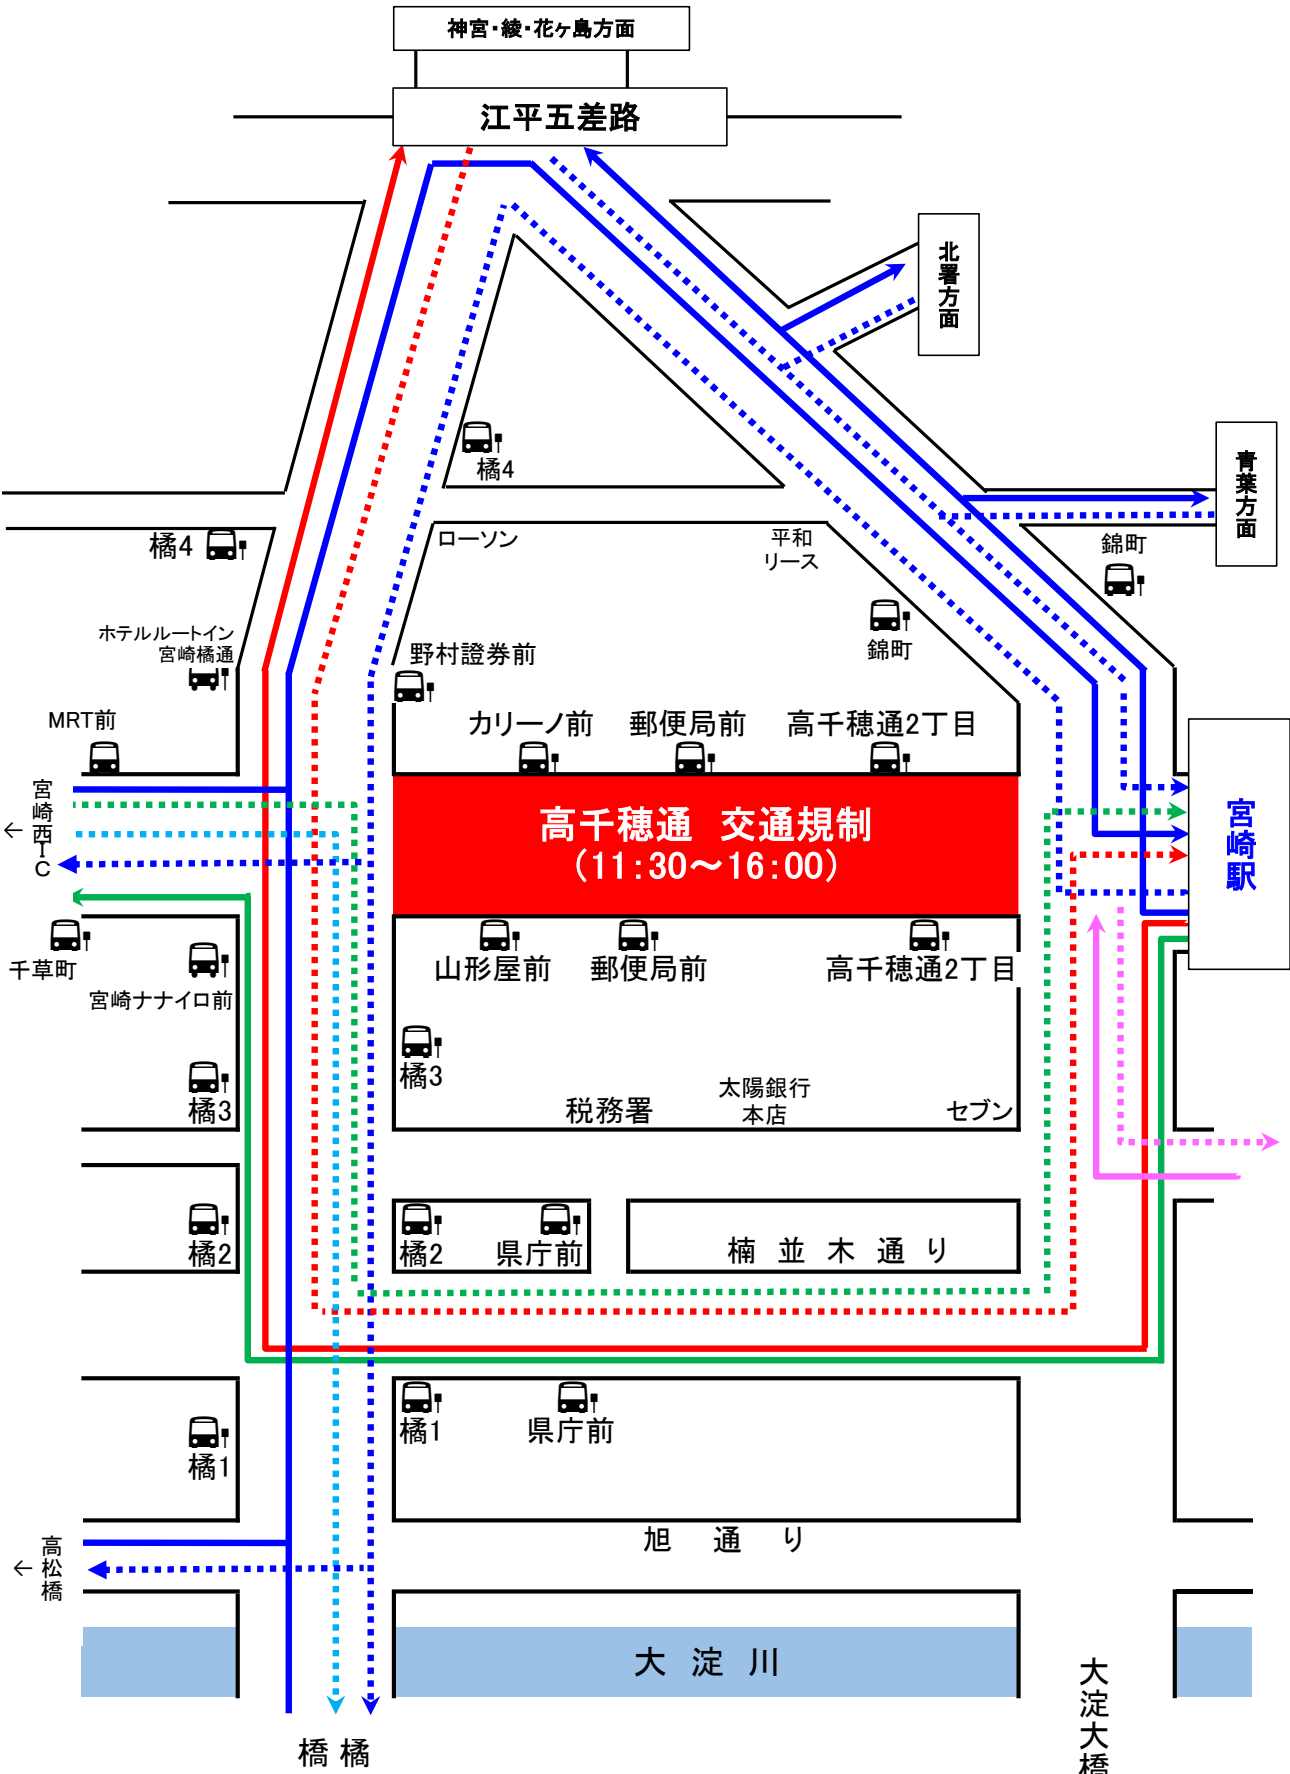 神宮・綾・花ヶ島方面
江平五差路
北署方面
青葉方面
橘4
橘4
ローソン
平和
リース
錦町
錦町
ホテルルートイン
宮崎橘通
野村證券前
MRT前
カリーノ前
郵便局前
高千穂通2丁目
←
宮崎西IC
高千穂通 交通規制
(11:30～16:00)
宮崎駅
千草町
宮崎ナナイロ前
山形屋前
郵便局前
高千穂通2丁目
橘3
橘3
税務署
太陽銀行
本店
セブン
橘2
橘2
県庁前
楠並木通り
橘1
橘1
県庁前
←
高松橋
旭通り
大淀川
大淀大橋
橋橘